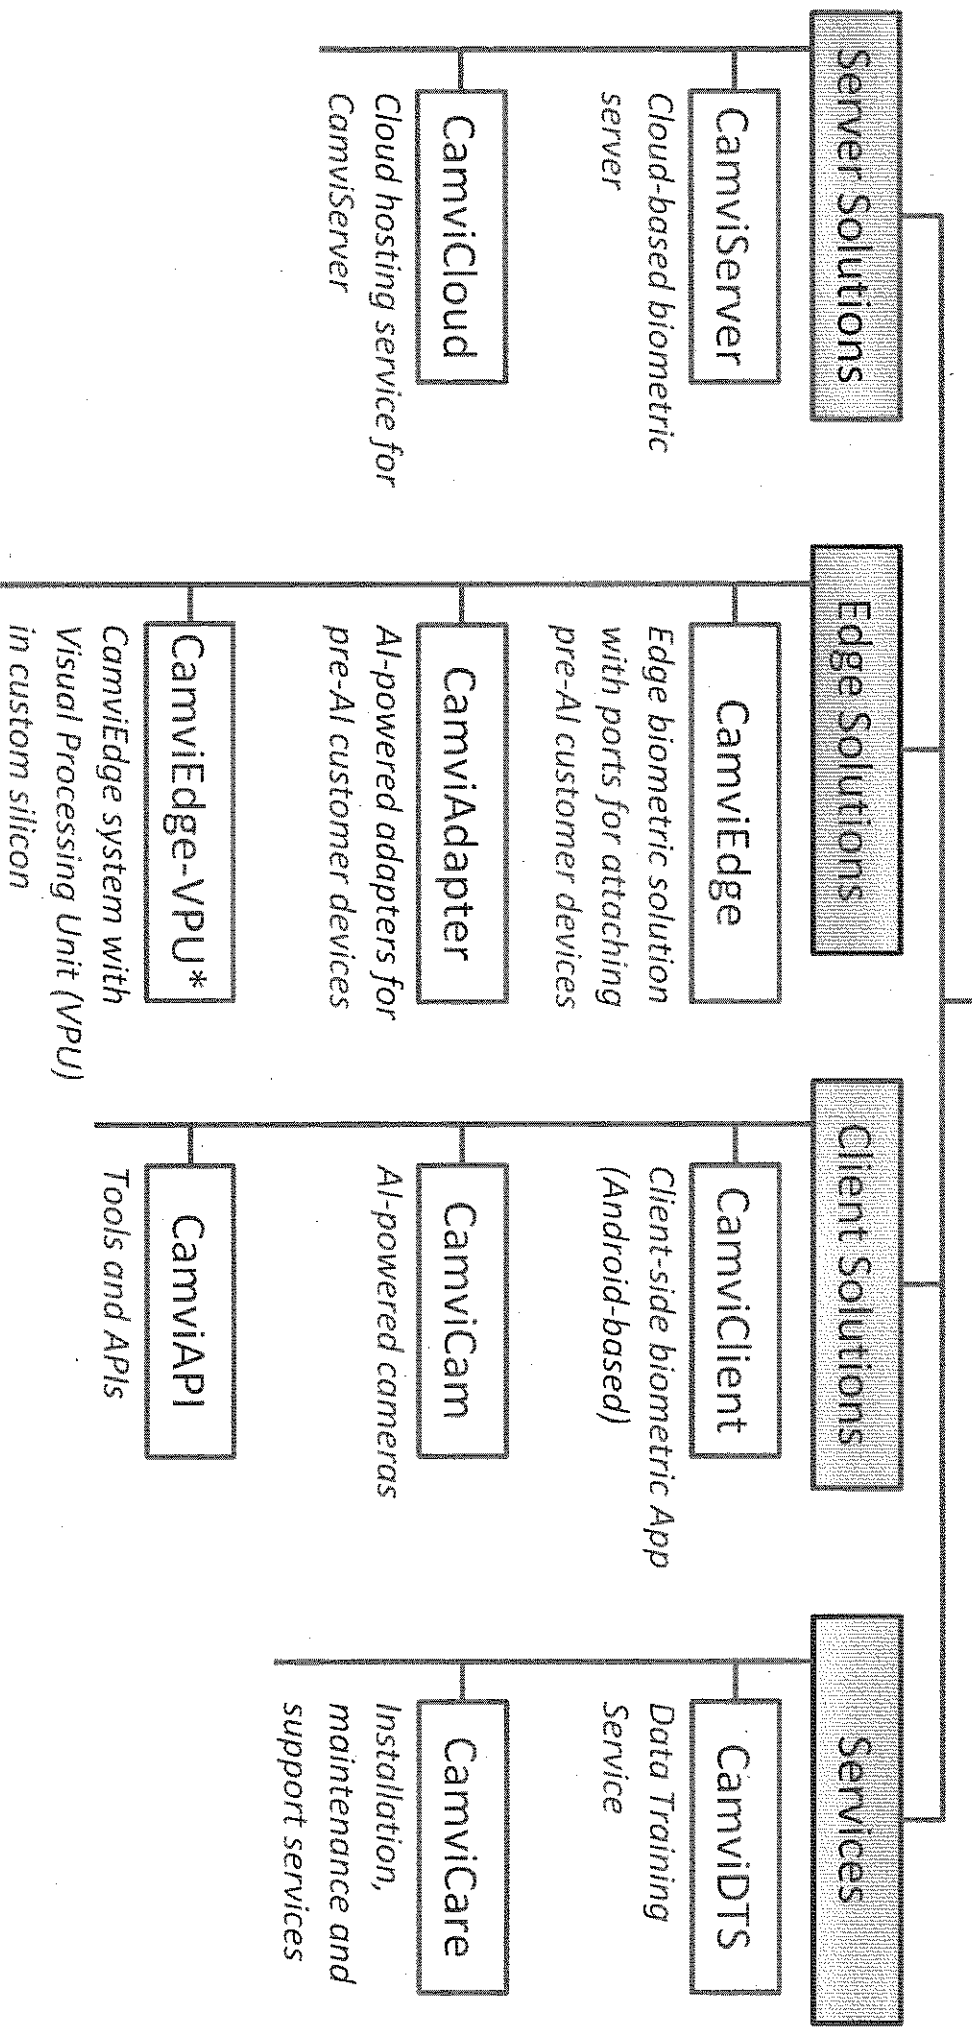 Server Solutions
CamviServer
Cloud-based biometric
server
CamviCloud
Cloud hosting service for
CamviServer
Edge Solutions
CamviEdge
Edge biometric solution
with ports for attaching
pre-AI customer devices
CamviAdapter
AI-powered adapters for
pre-AI customer devices
CamviEdge-VPU*
CamviEdge system with
Visual Processing Unit (VPU)
in custom silicon
Client Solutions
CamviClient
Client-side biometric App
(Android-based)
CamviCam
AI-powered cameras
CamviAPI
Tools and APIs
Services
CamviDTS
Data Training
Service
CamviCare
Installation,
maintenance and
support services